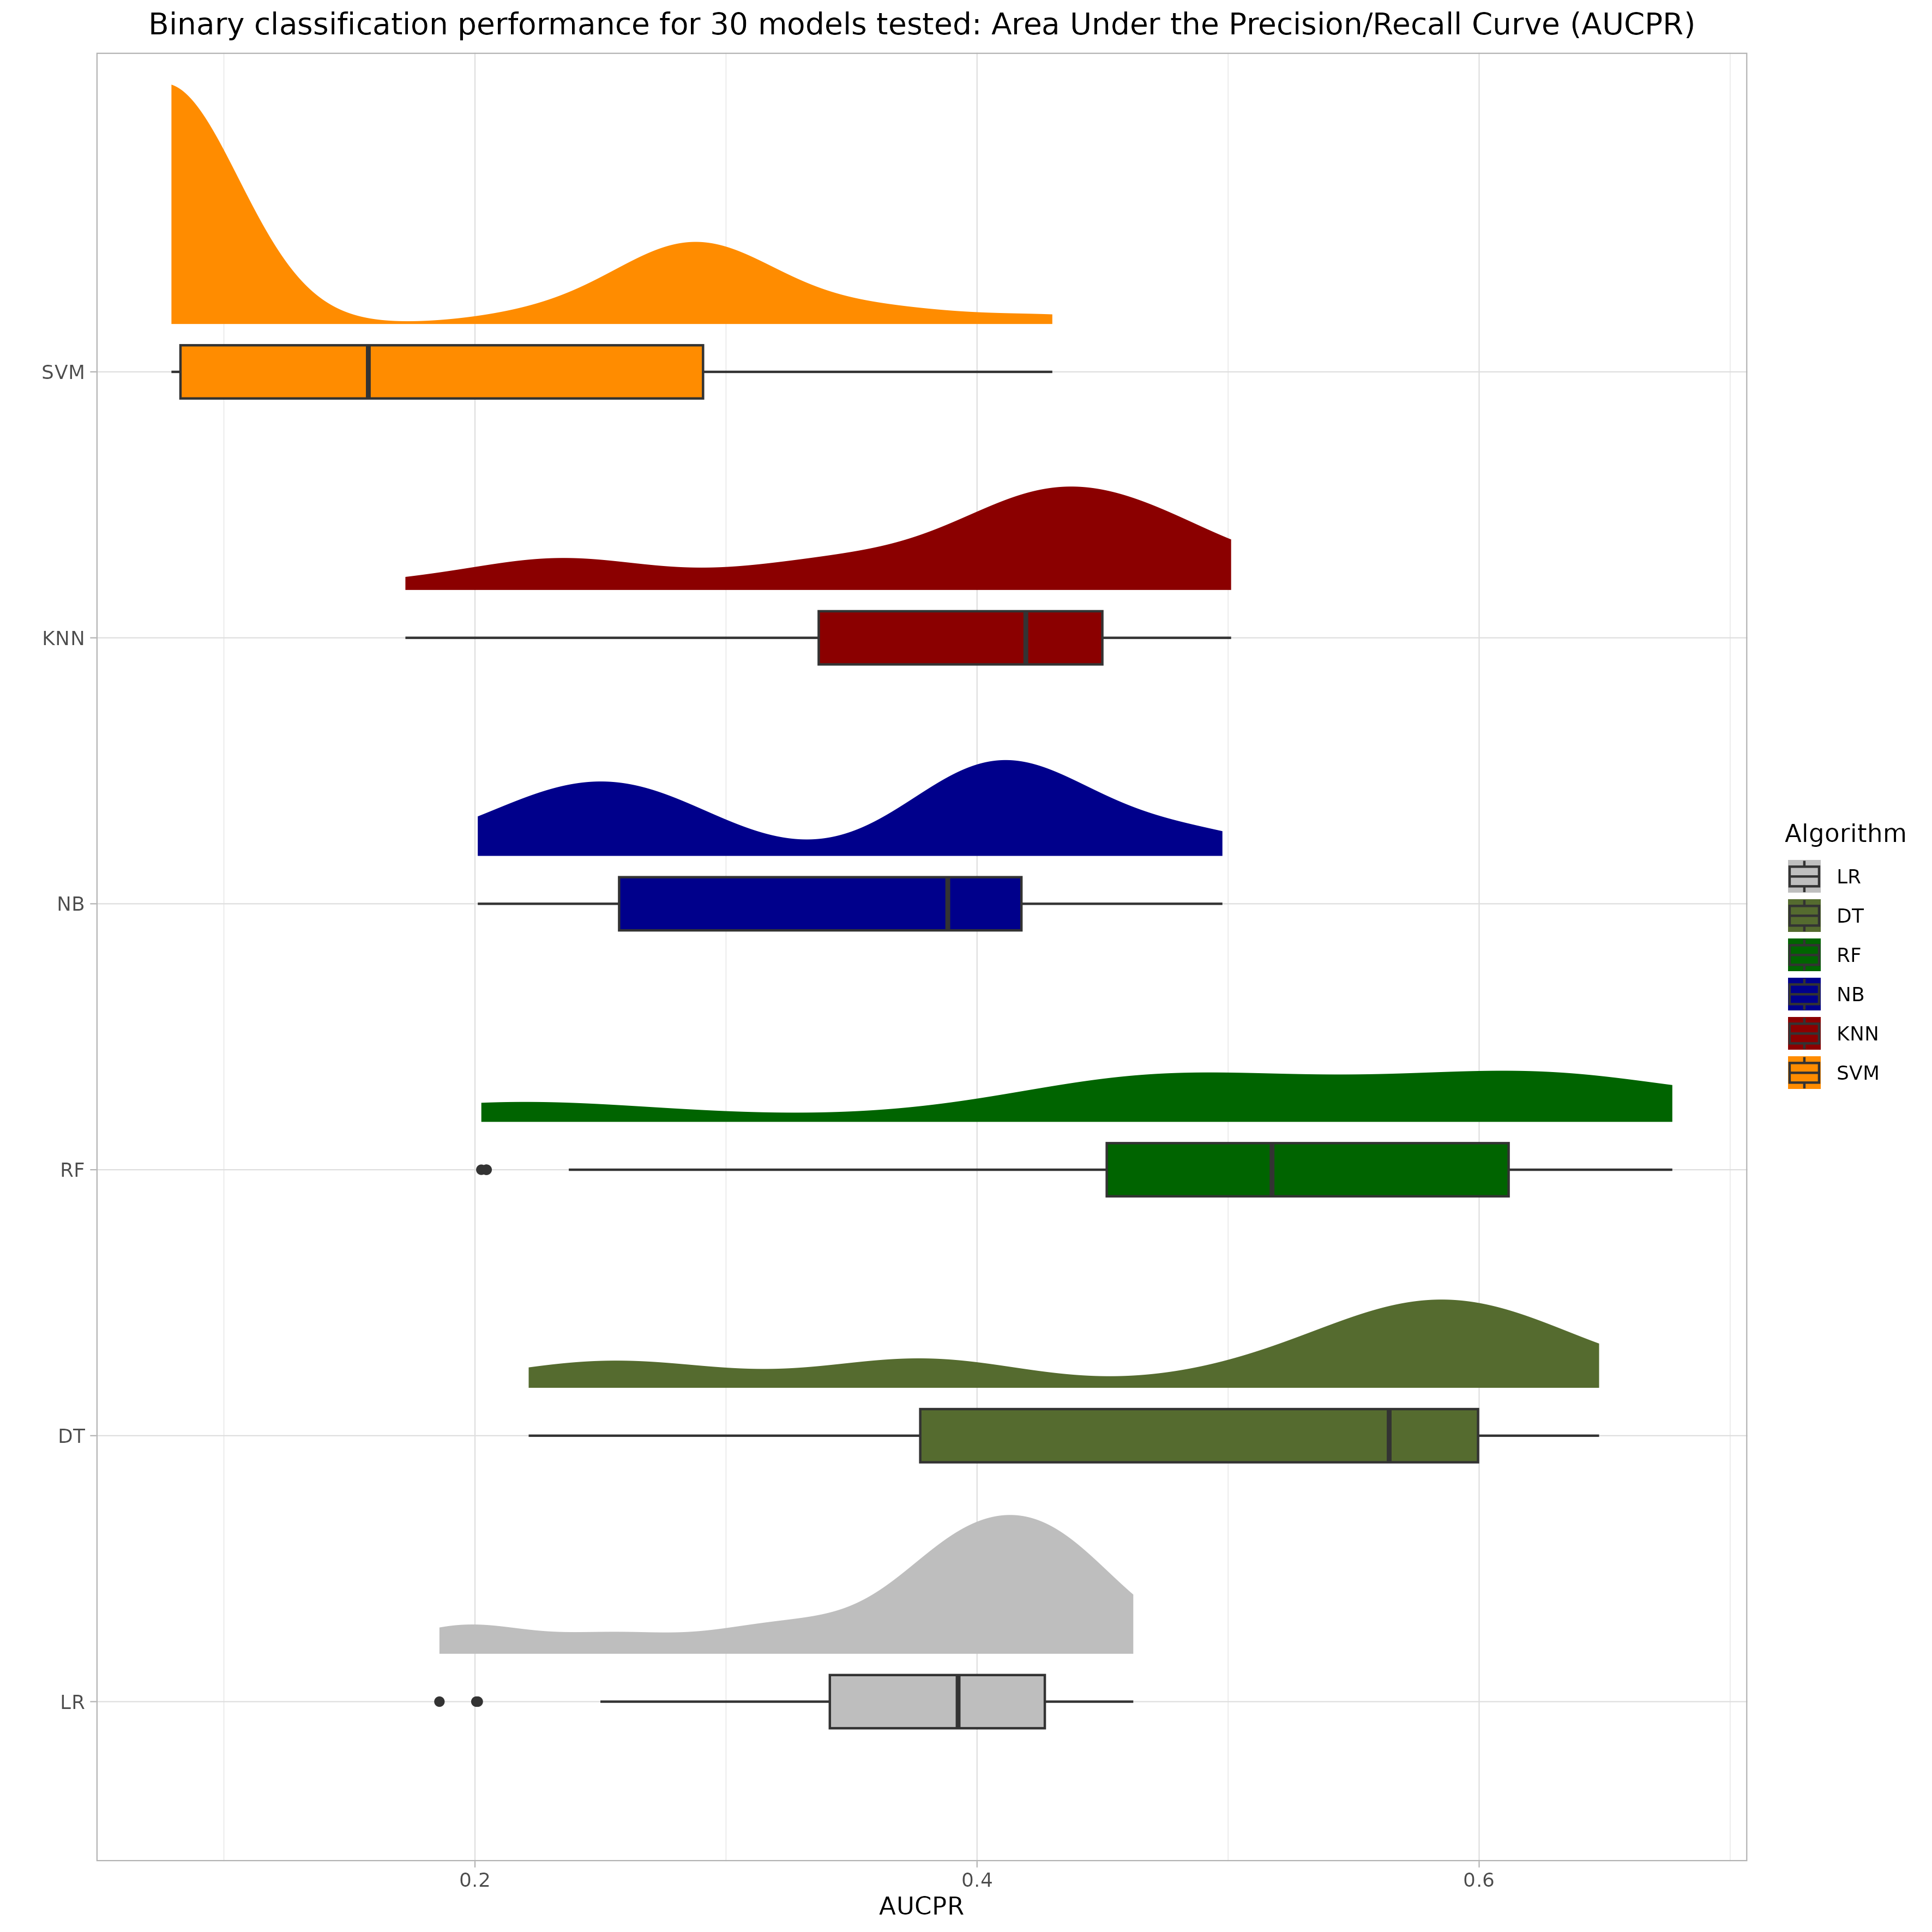 Binary classification performance for 30 models tested: Area Under the Precision/Recall Curve (AUCPR)
SVM
KNN
NB
RF
DT
LR
0.2
0.4
0.6
AUCPR
Algorithm
LR
DT
RF
NB
KNN
SVM